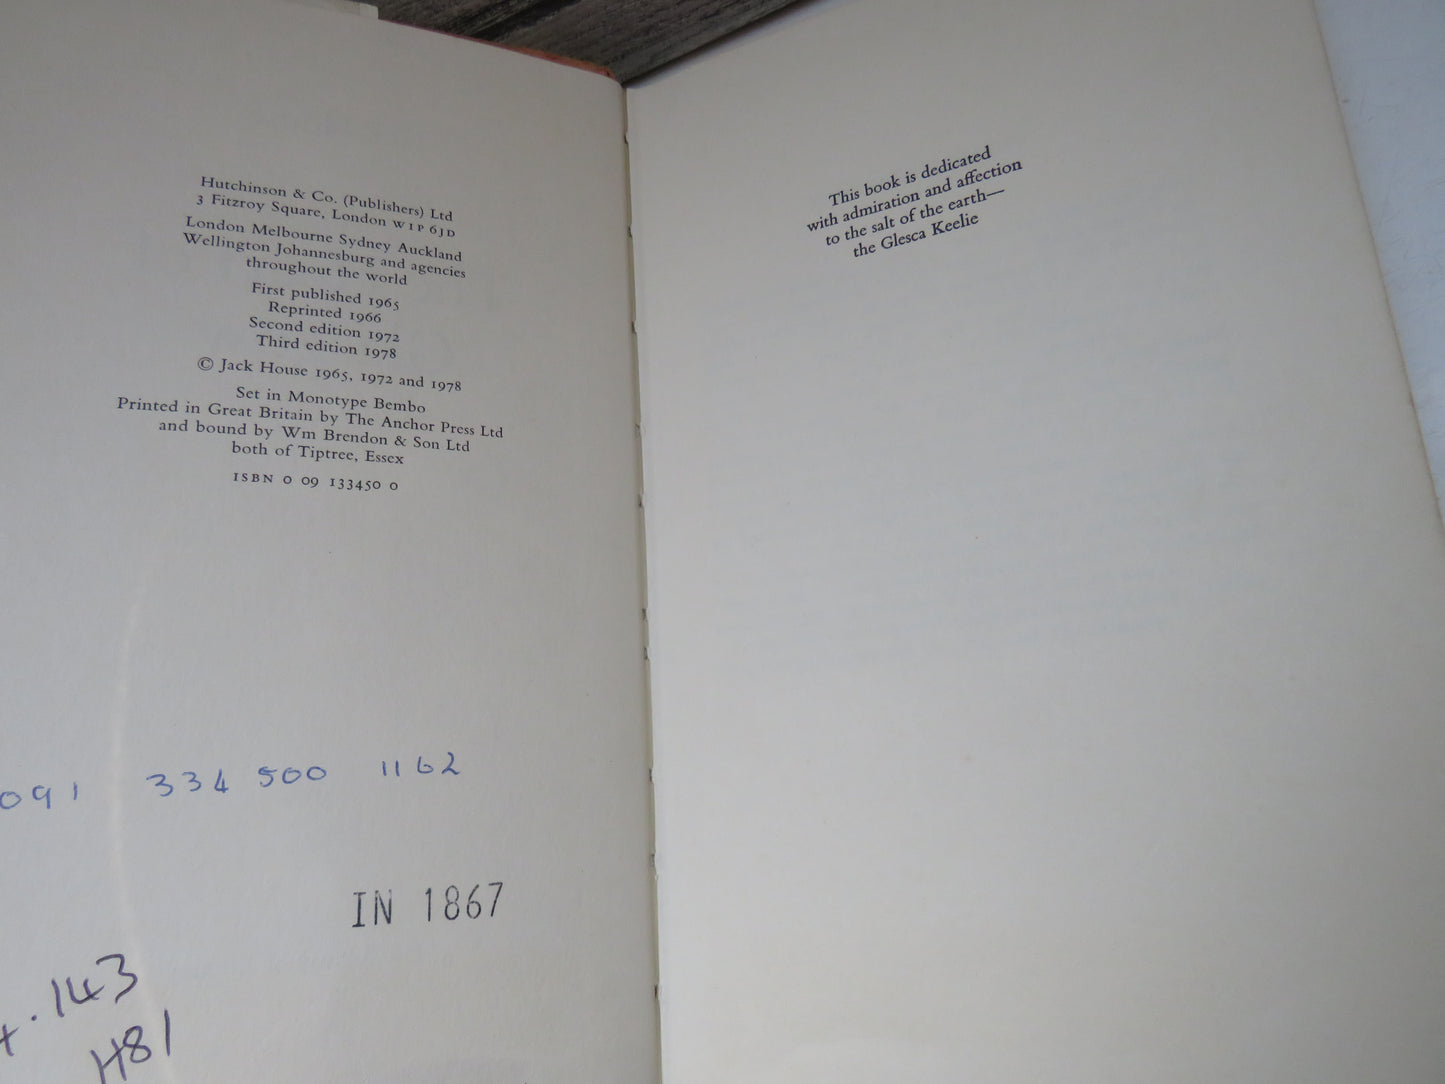 Hutchinson & Co. (Publishers) Ltd
3 Fitzroy Square, London W1P 6JD
London Melbourne Sydney Auckland
Wellington Johannesburg and agencies
throughout the world
First published 1965
Reprinted 1966
Second edition 1972
Third edition 1978
© Jack House 1965, 1972 and 1978
Set in Monotype Bembo
Printed in Great Britain by The Anchor Press Ltd
and bound by Wm Brendon & Son Ltd
both of Tiptree, Essex
ISBN 0 09 133450 0
091 334 500 1162
IN 1867
.143
H81
This book is dedicated
with admiration and affection
to the salt of the earth—
the Glesca Keelie